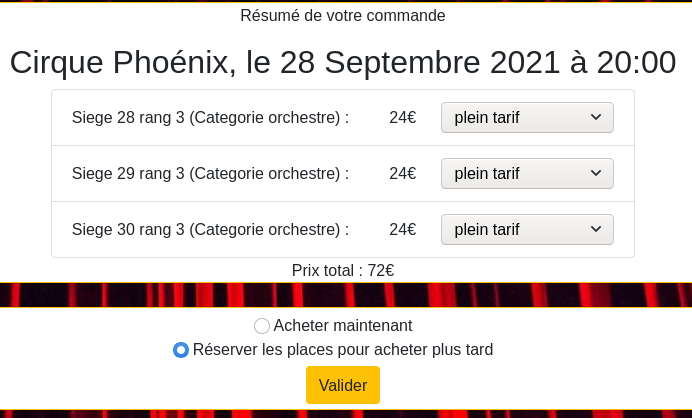 Résumé de votre commande
Cirque Phoénix, le 28 Septembre 2021 à 20:00
Siege 28 rang 3 (Categorie orchestre) : 24€ plein tarif
Siege 29 rang 3 (Categorie orchestre) : 24€ plein tarif
Siege 30 rang 3 (Categorie orchestre) : 24€ plein tarif
Prix total : 72€
Acheter maintenant
Réserver les places pour acheter plus tard
Valider